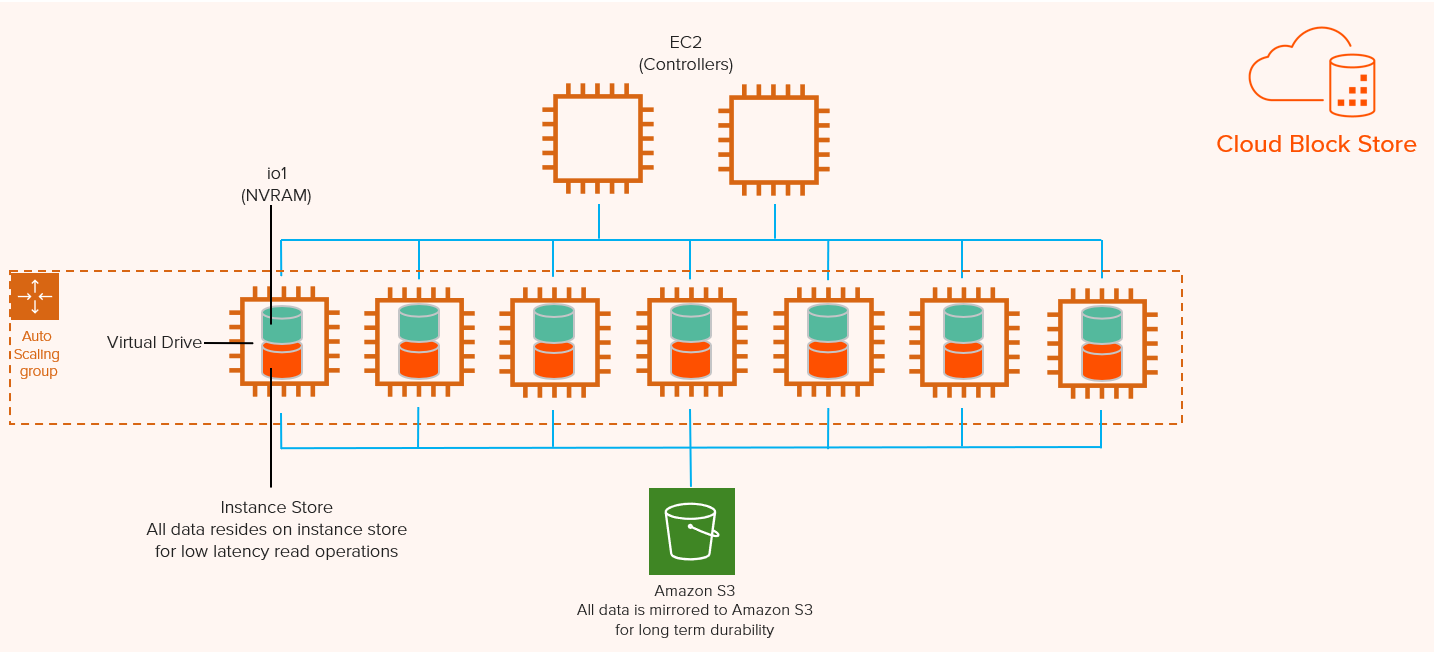 EC2
(Controllers)
Cloud Block Store
io1
(NVRAM)
Auto
Scaling
group
Virtual Drive
Instance Store
All data resides on instance store
for low latency read operations
Amazon S3
All data is mirrored to Amazon S3
for long term durability